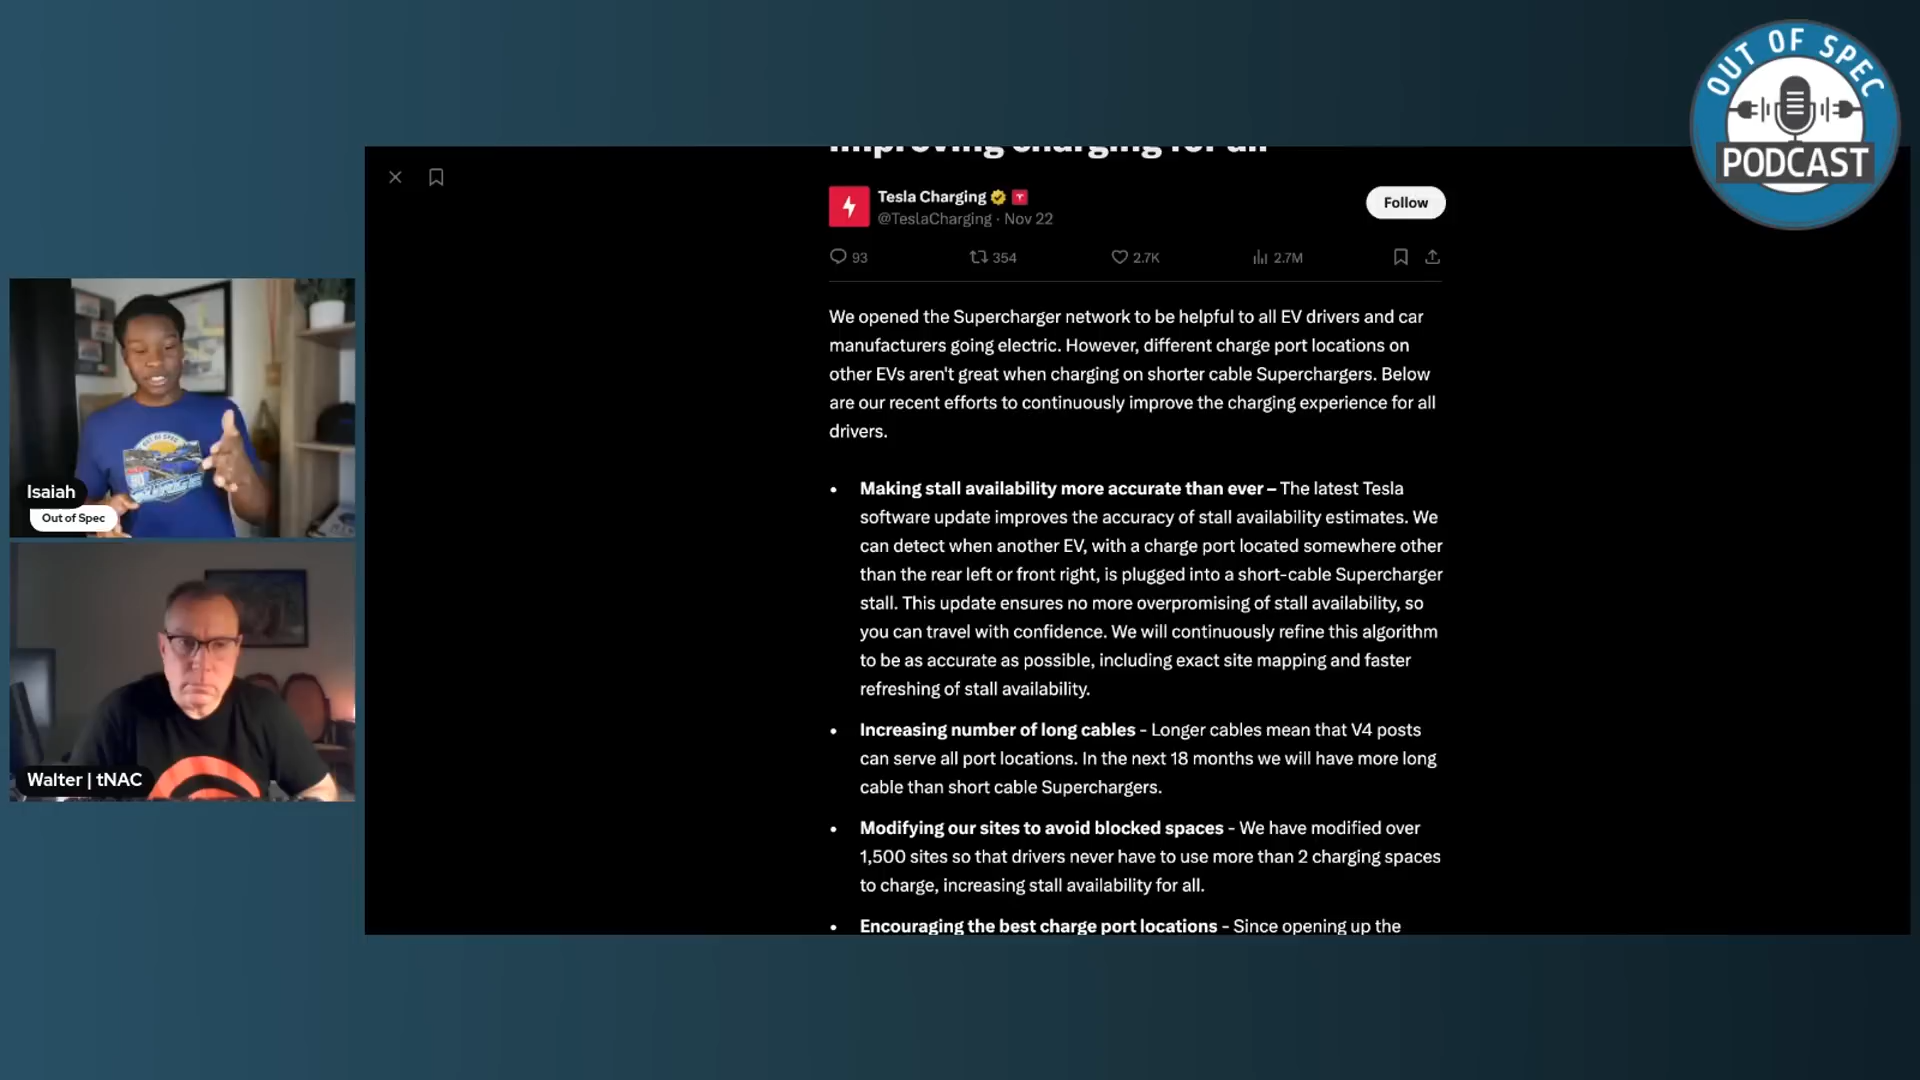 OUT OF SPEC
PODCAST
Improving charging for all
Tesla Charging
@TeslaCharging · Nov 22
Follow
93
354
2.7K
2.7M
We opened the Supercharger network to be helpful to all EV drivers and car
manufacturers going electric. However, different charge port locations on
other EVs aren't great when charging on shorter cable Superchargers. Below
are our recent efforts to continuously improve the charging experience for all
drivers.
• Making stall availability more accurate than ever – The latest Tesla
software update improves the accuracy of stall availability estimates. We
can detect when another EV, with a charge port located somewhere other
than the rear left or front right, is plugged into a short-cable Supercharger
stall. This update ensures no more overpromising of stall availability, so
you can travel with confidence. We will continuously refine this algorithm
to be as accurate as possible, including exact site mapping and faster
refreshing of stall availability.
• Increasing number of long cables - Longer cables mean that V4 posts
can serve all port locations. In the next 18 months we will have more long
cable than short cable Superchargers.
• Modifying our sites to avoid blocked spaces - We have modified over
1,500 sites so that drivers never have to use more than 2 charging spaces
to charge, increasing stall availability for all.
• Encouraging the best charge port locations - Since opening up the
OUT OF SPEC
SURGE
Isaiah
Out of Spec
Walter | tNAC